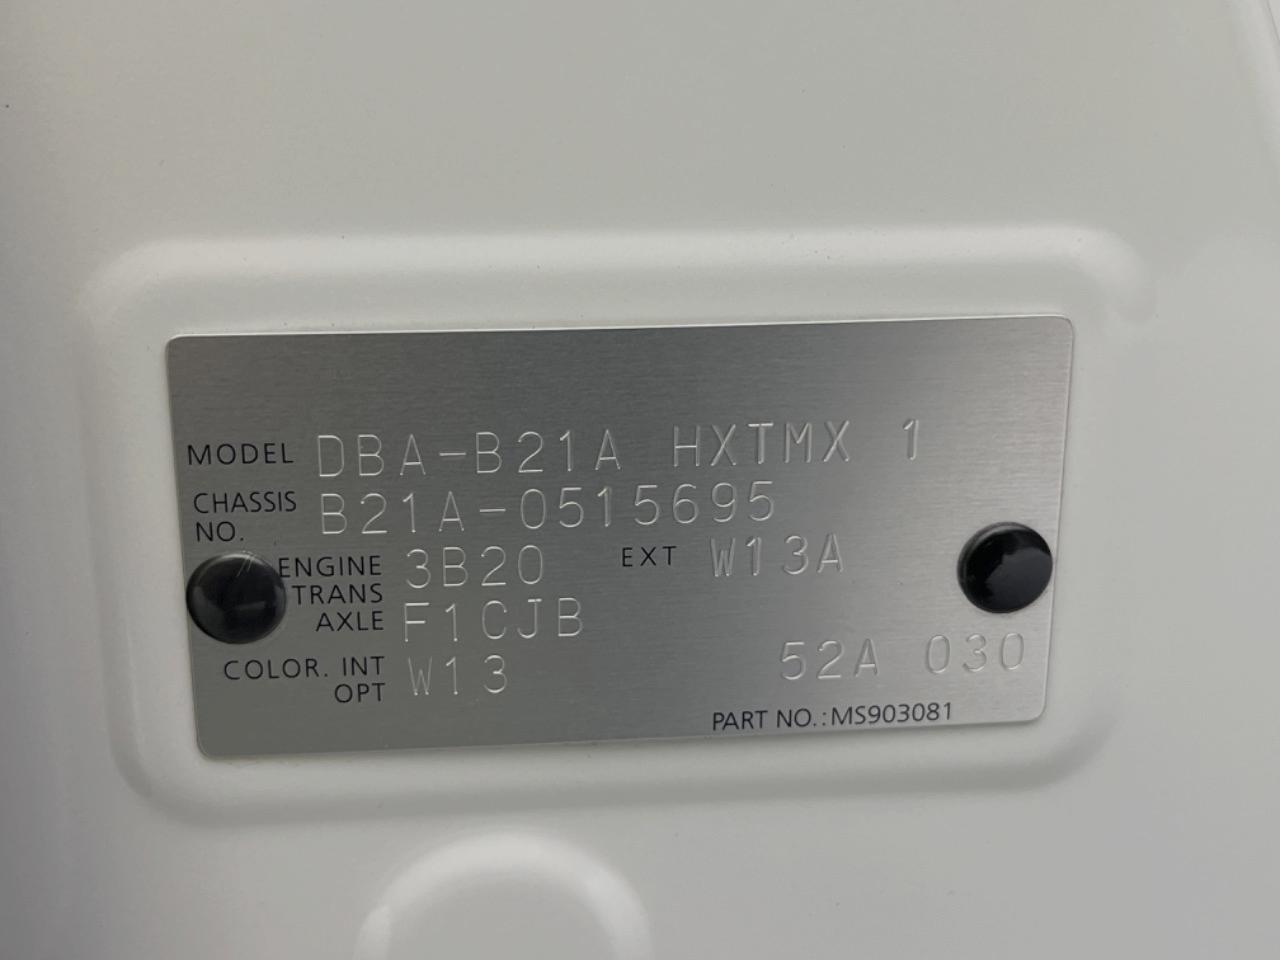 MODEL DBA-B21A HXTMX 1
CHASSIS NO. B21A-0515695
ENGINE 3B20 EXT W13A
TRANS AXLE F1CJB
COLOR. INT OPT W13 52A 030
PART NO.:MS903081